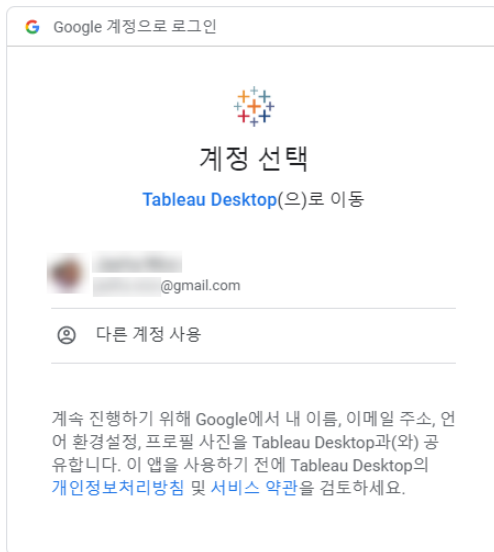 Google 계정으로 로그인
계정 선택
Tableau Desktop(으)로 이동
@gmail.com
다른 계정 사용
계속 진행하기 위해 Google에서 내 이름, 이메일 주소, 언
어 환경설정, 프로필 사진을 Tableau Desktop과(와) 공
유합니다. 이 앱을 사용하기 전에 Tableau Desktop의
개인정보처리방침 및 서비스 약관을 검토하세요.